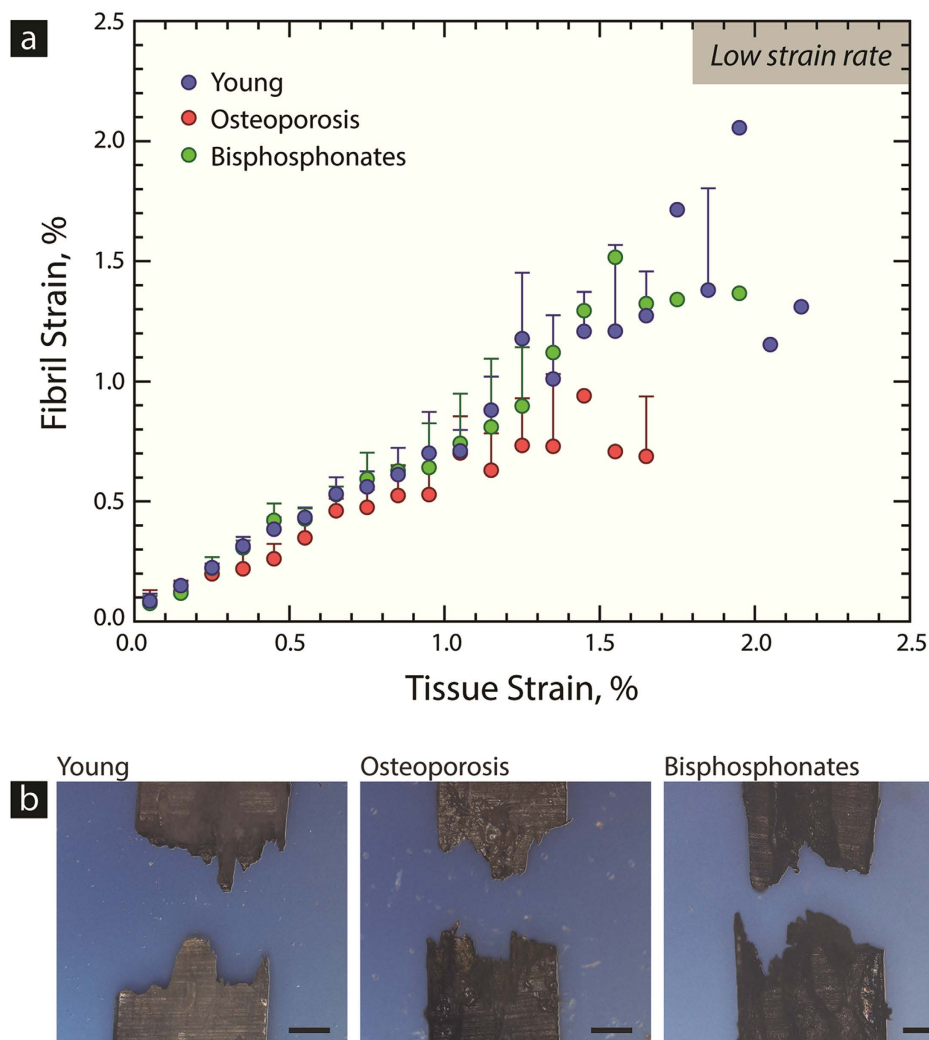 a
Low strain rate
Young
Osteoporosis
Bisphosphonates
Fibril Strain, %
2.5
2.0
1.5
1.0
0.5
0.0
0.0 0.5 1.0 1.5 2.0 2.5
Tissue Strain, %
b
Young Osteoporosis Bisphosphonates